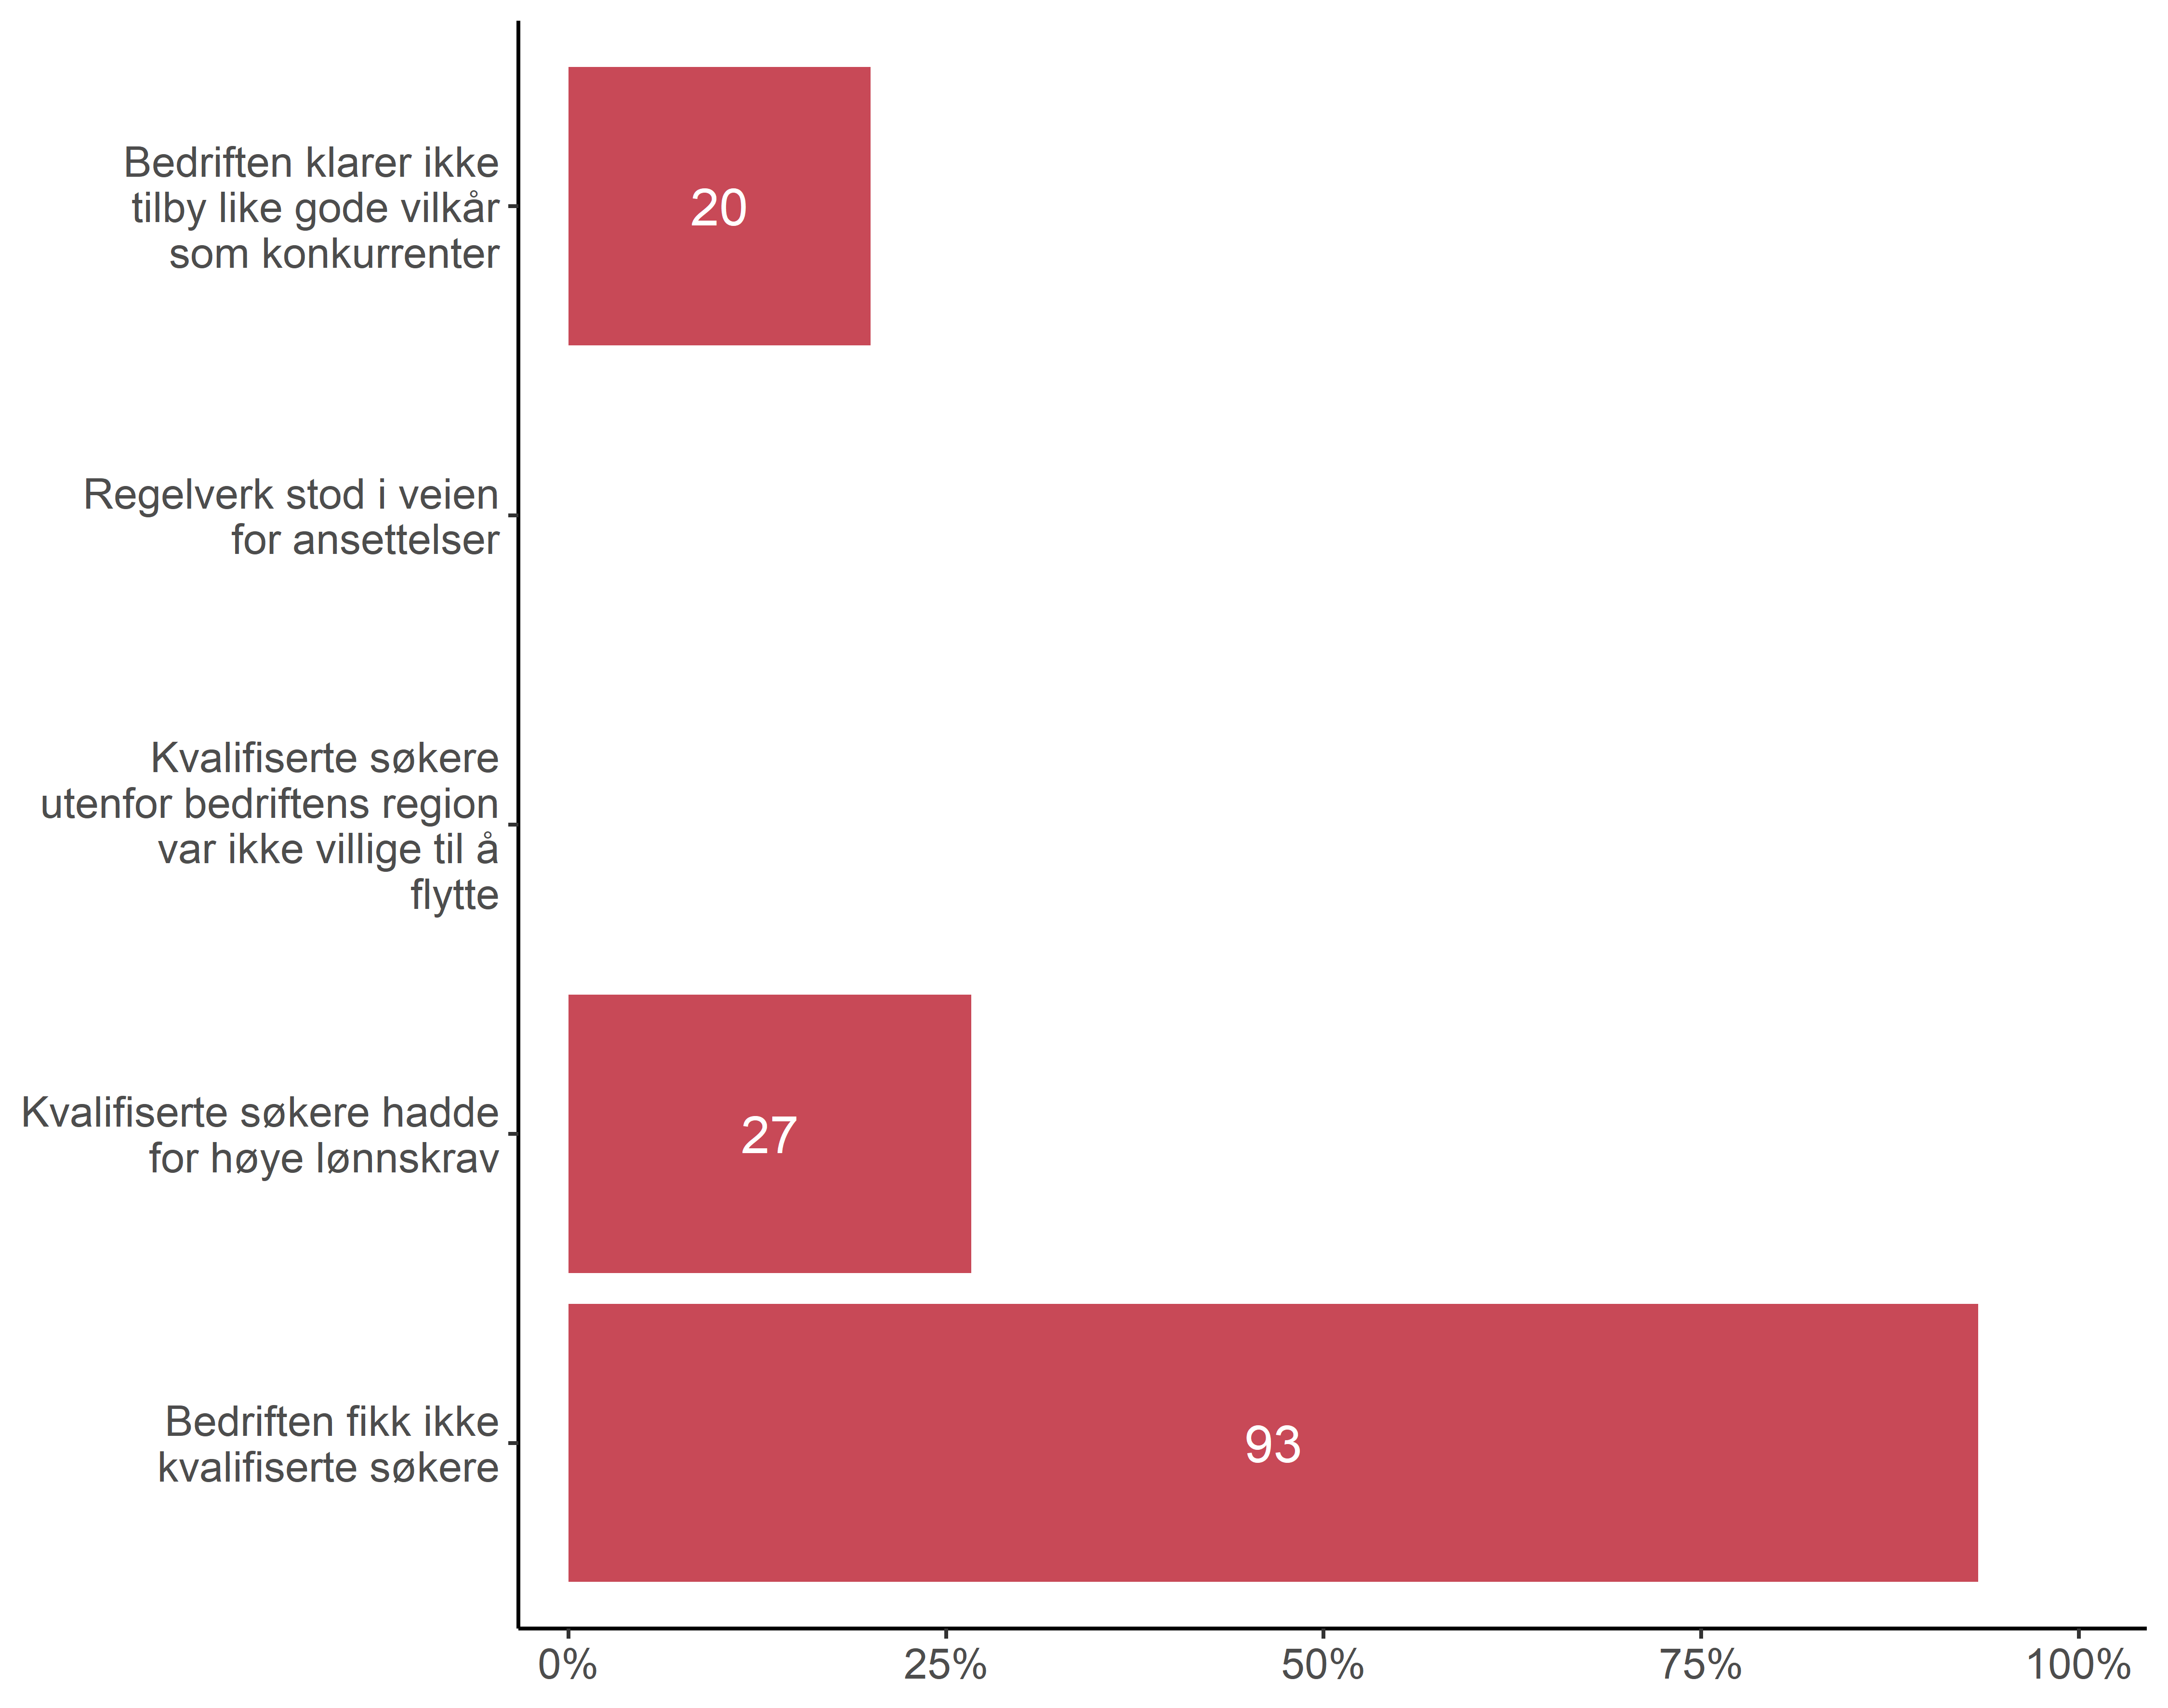 Bedriften klarer ikke
tilby like gode vilkår
som konkurrenter
20
Regelverk stod i veien
for ansettelser
Kvalifiserte søkere
utenfor bedriftens region
var ikke villige til å
flytte
Kvalifiserte søkere hadde
for høye lønnskrav
27
Bedriften fikk ikke
kvalifiserte søkere
93
0% 25% 50% 75% 100%